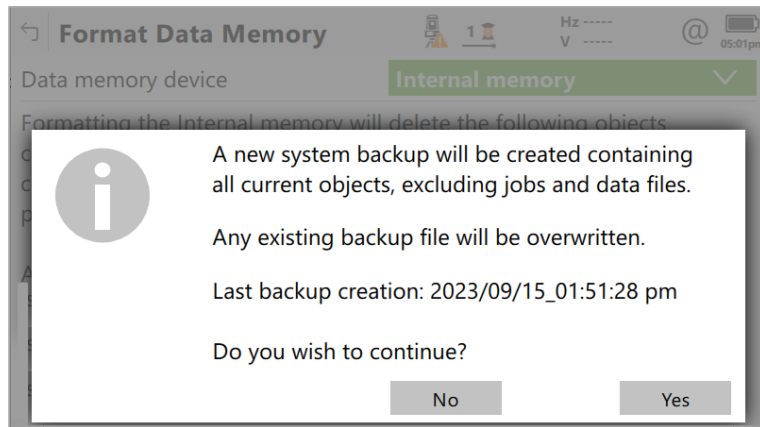 Format Data Memory
1
Hz -----
V -----
@
05:01pm
Data memory device
Internal memory
Formatting the Internal memory will delete the following objects
A new system backup will be created containing
all current objects, excluding jobs and data files.
Any existing backup file will be overwritten.
Last backup creation: 2023/09/15_01:51:28 pm
Do you wish to continue?
No
Yes